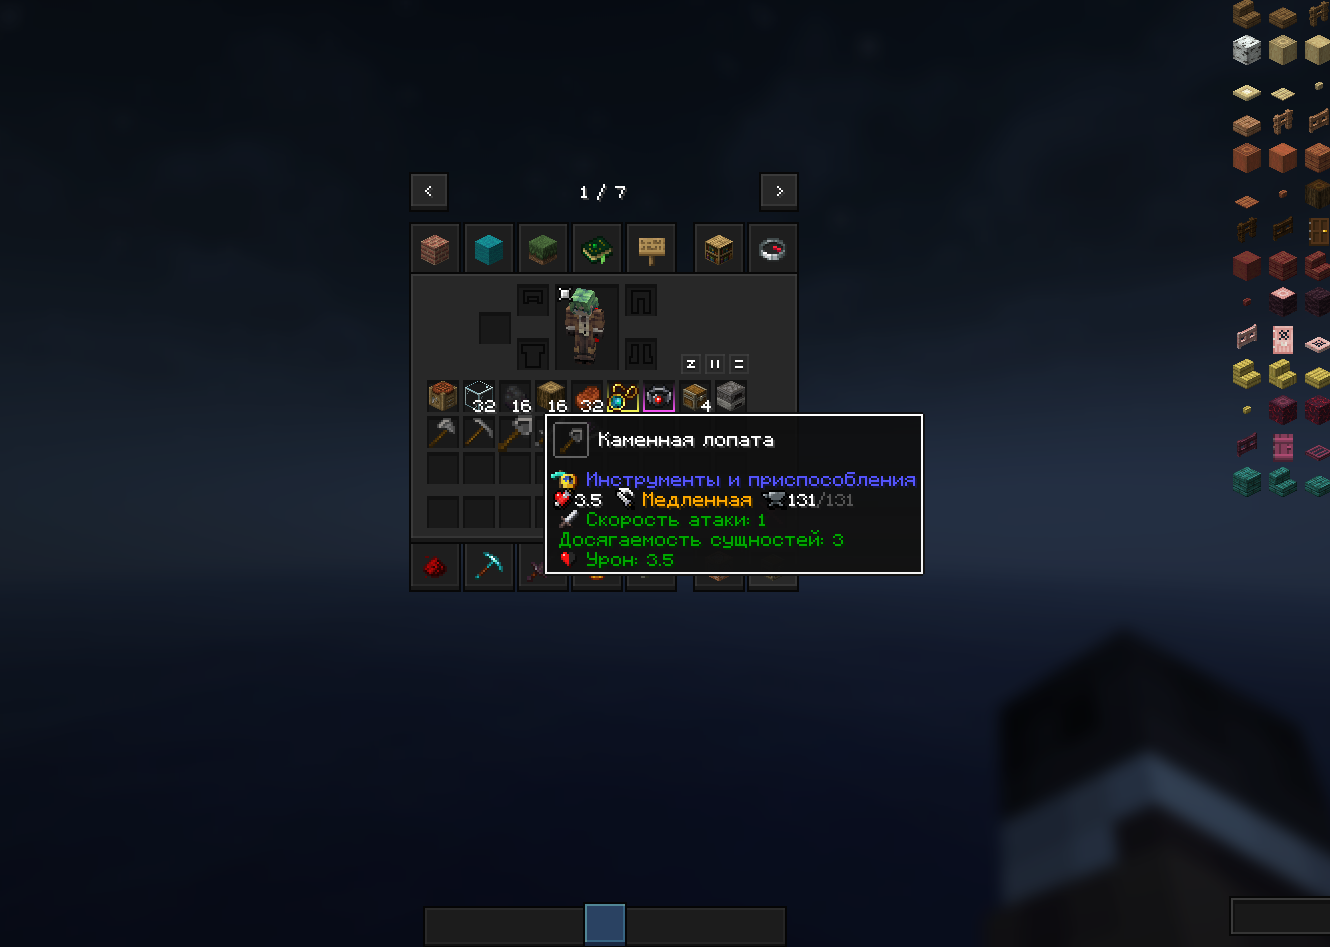 <
1 / 7
>
z
32
16
16
32
4
Каменная лопата
Инструменты и приспособления
3.5 Медленная 131/131
Скорость атаки: 1
Досягаемость сущностей: 3
Урон: 3.5